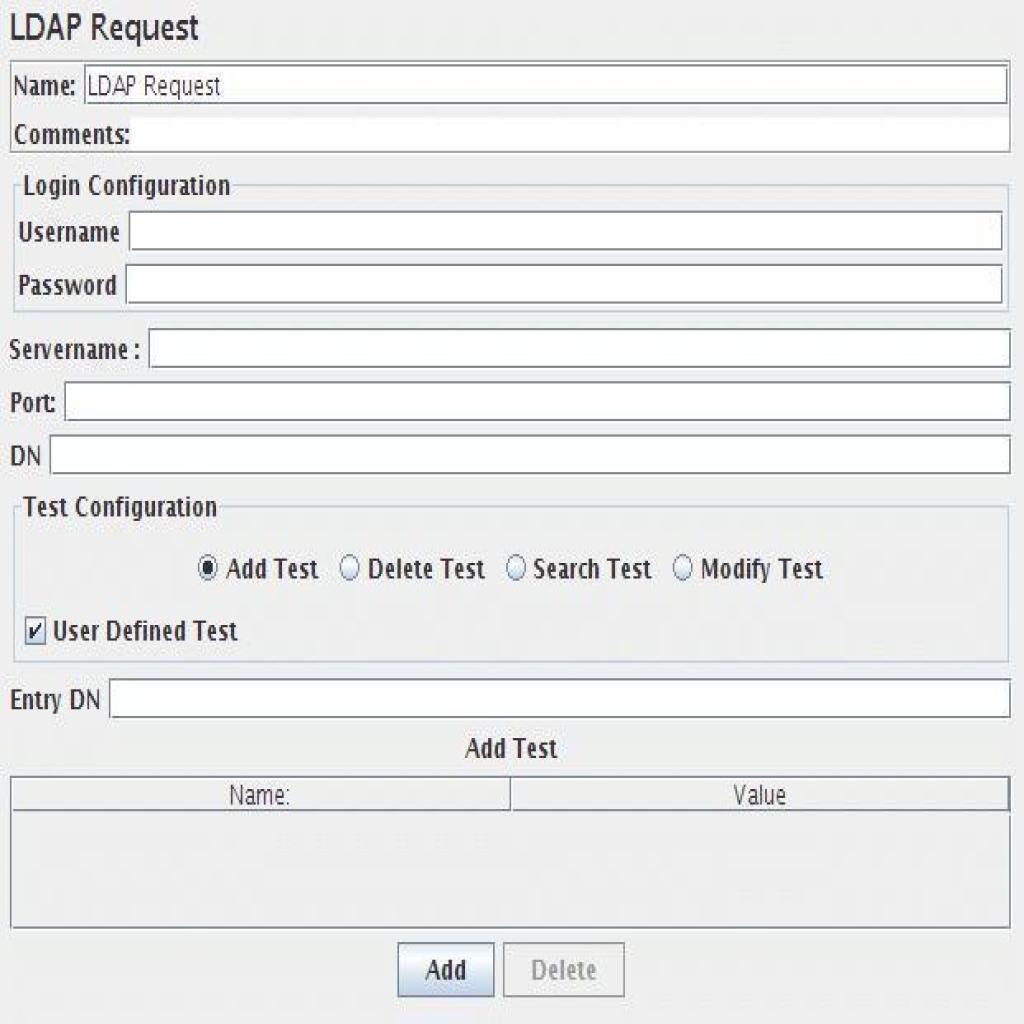 LDAP Request
Name: LDAP Request
Comments:
Login Configuration
Username
Password
Servername :
Port:
DN
Test Configuration
Add Test Delete Test Search Test Modify Test
User Defined Test
Entry DN
Add Test
Name: Value
Add Delete